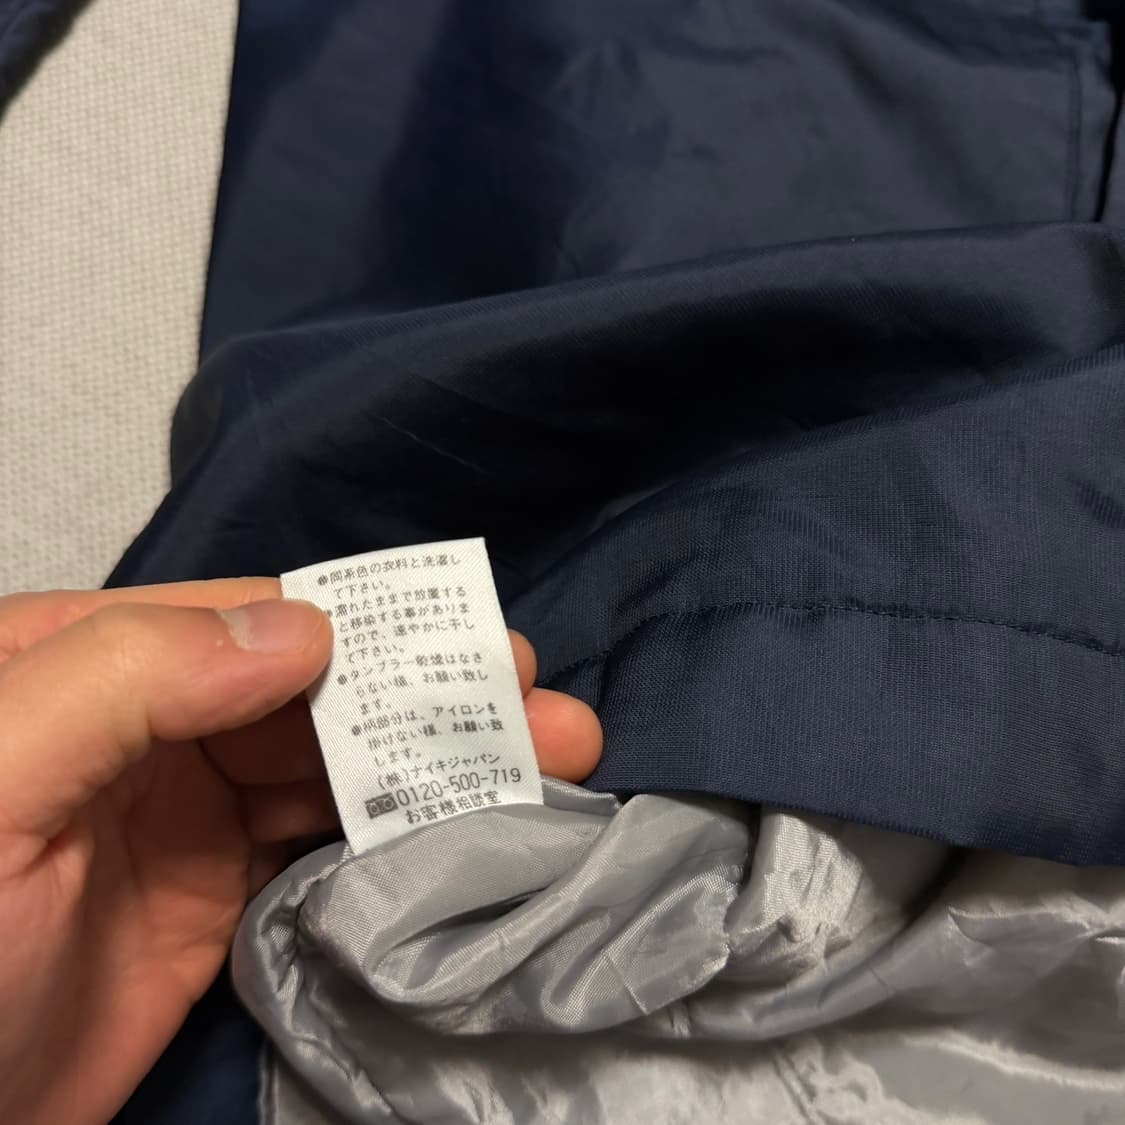 ●同系色の衣料と洗濯し
て下さい。
●濡れたままで放置する
と移染する事がありま
すので、速やかに干し
て下さい。
●タンブラー乾燥はなさ
らない様、お願い致し
ます。
●柄部分は、アイロンを
掛けない様、お願い致
します。
(株)ナイキジャパン
0120-500-719
お客様相談室